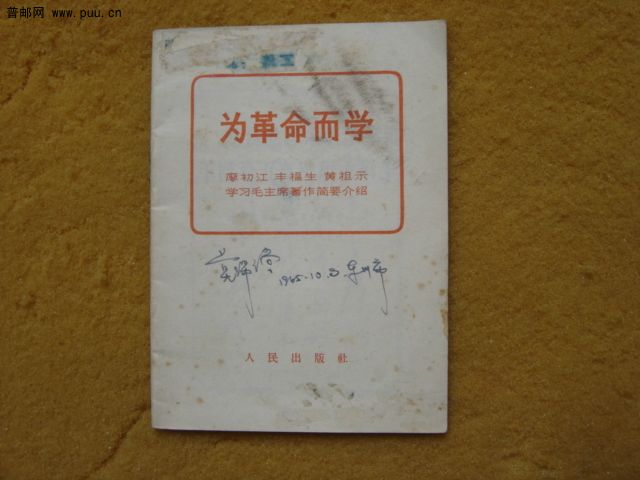 普邮网 www.puu.cn
为革命而学
廖初江 丰福生 黄祖示
学习毛主席著作简要介绍
1965.10.3
人民出版社